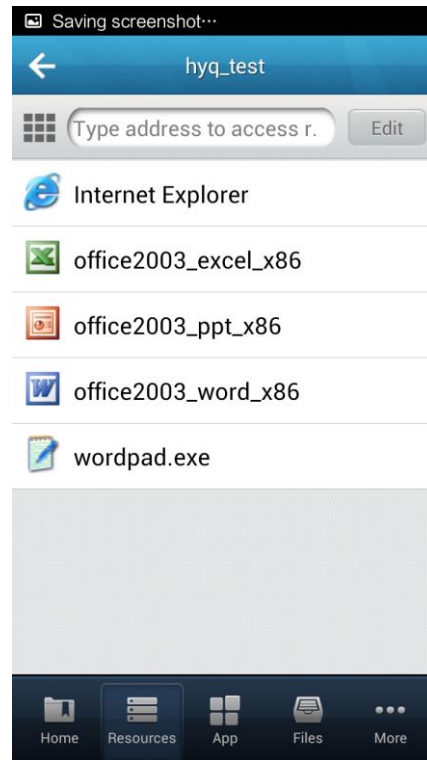 Saving screenshot...
hyq_test
Type address to access r.
Edit
Internet Explorer
office2003_excel_x86
office2003_ppt_x86
office2003_word_x86
wordpad.exe
Home
Resources
App
Files
More